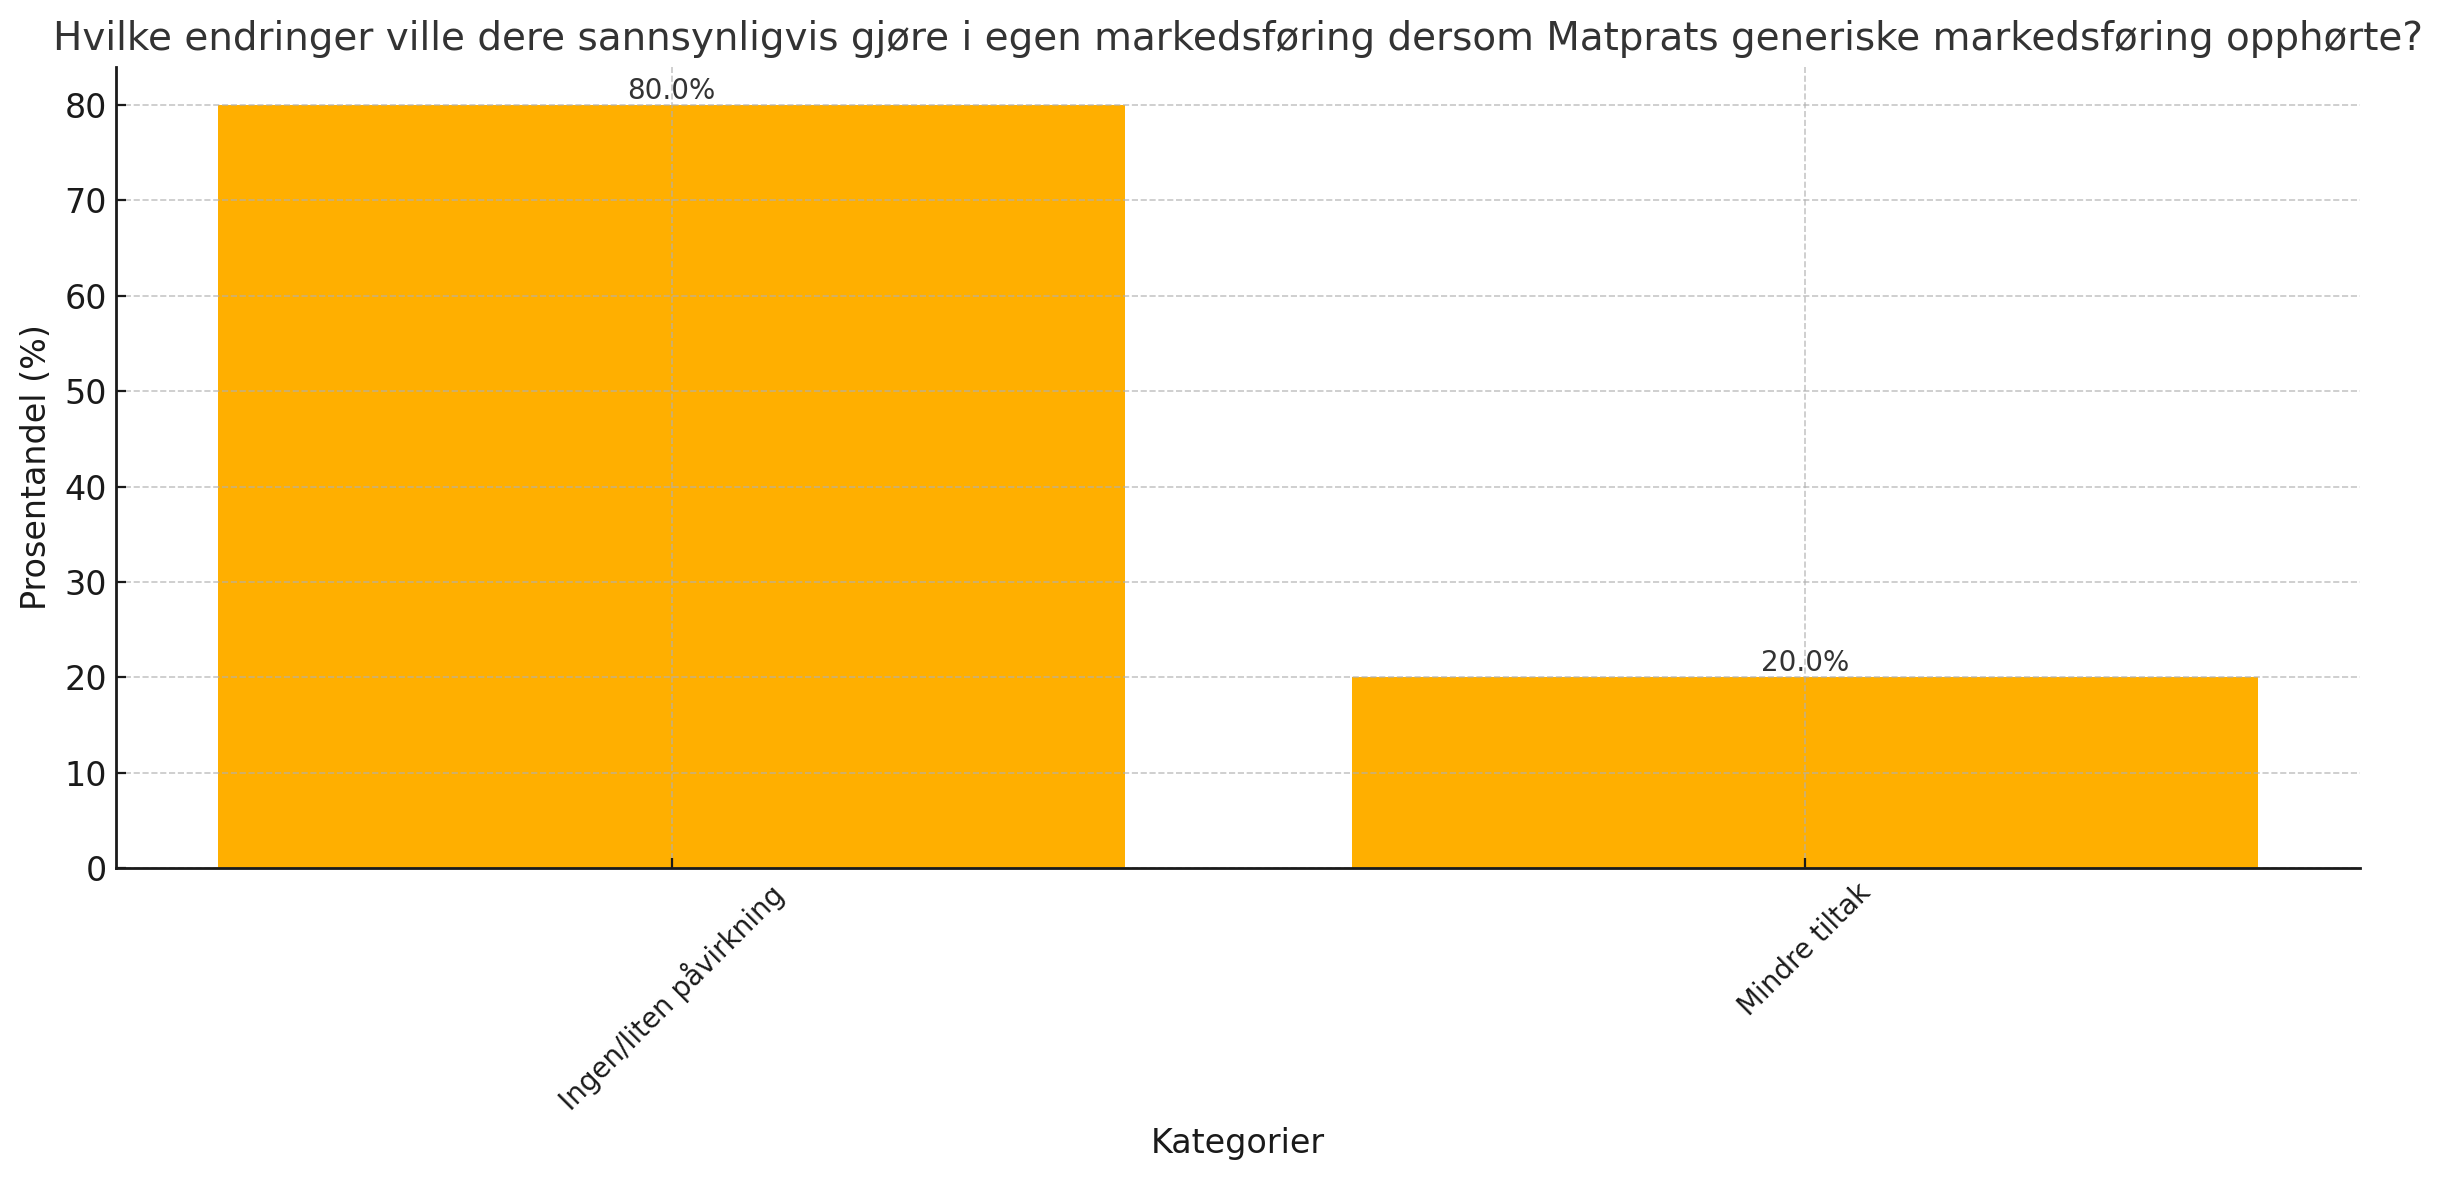 Hvilke endringer ville dere sannsynligvis gjøre i egen markedsføring dersom Matprats generiske markedsføring opphørte?
Prosentandel (%)
80
70
60
50
40
30
20
10
0
80.0%
20.0%
Ingen/liten påvirkning
Mindre tiltak
Kategorier